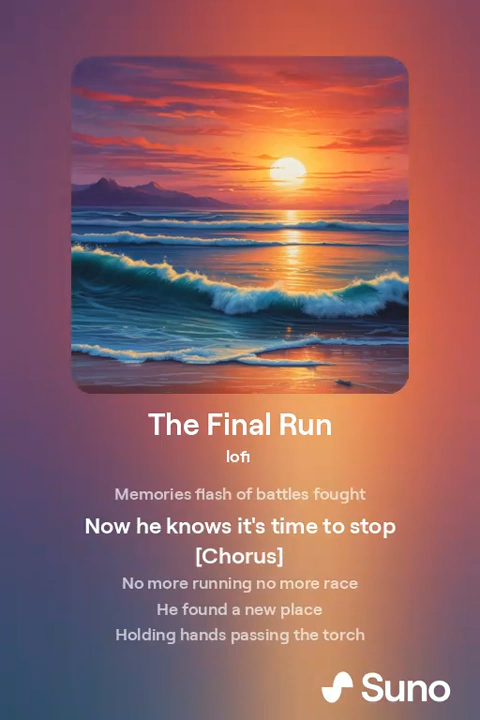 The Final Run
lofi
Memories flash of battles fought
Now he knows it's time to stop
[Chorus]
No more running no more race
He found a new place
Holding hands passing the torch
Suno